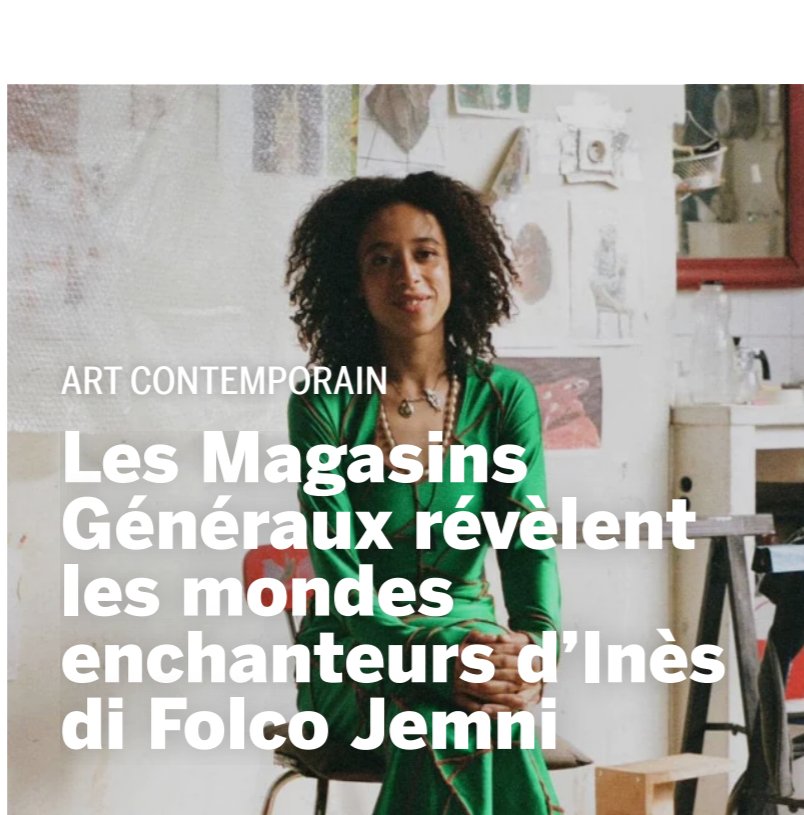 ART CONTEMPORAIN
Les Magasins
Généraux révèlent
les mondes
enchanteurs d’Inès
di Folco Jemni